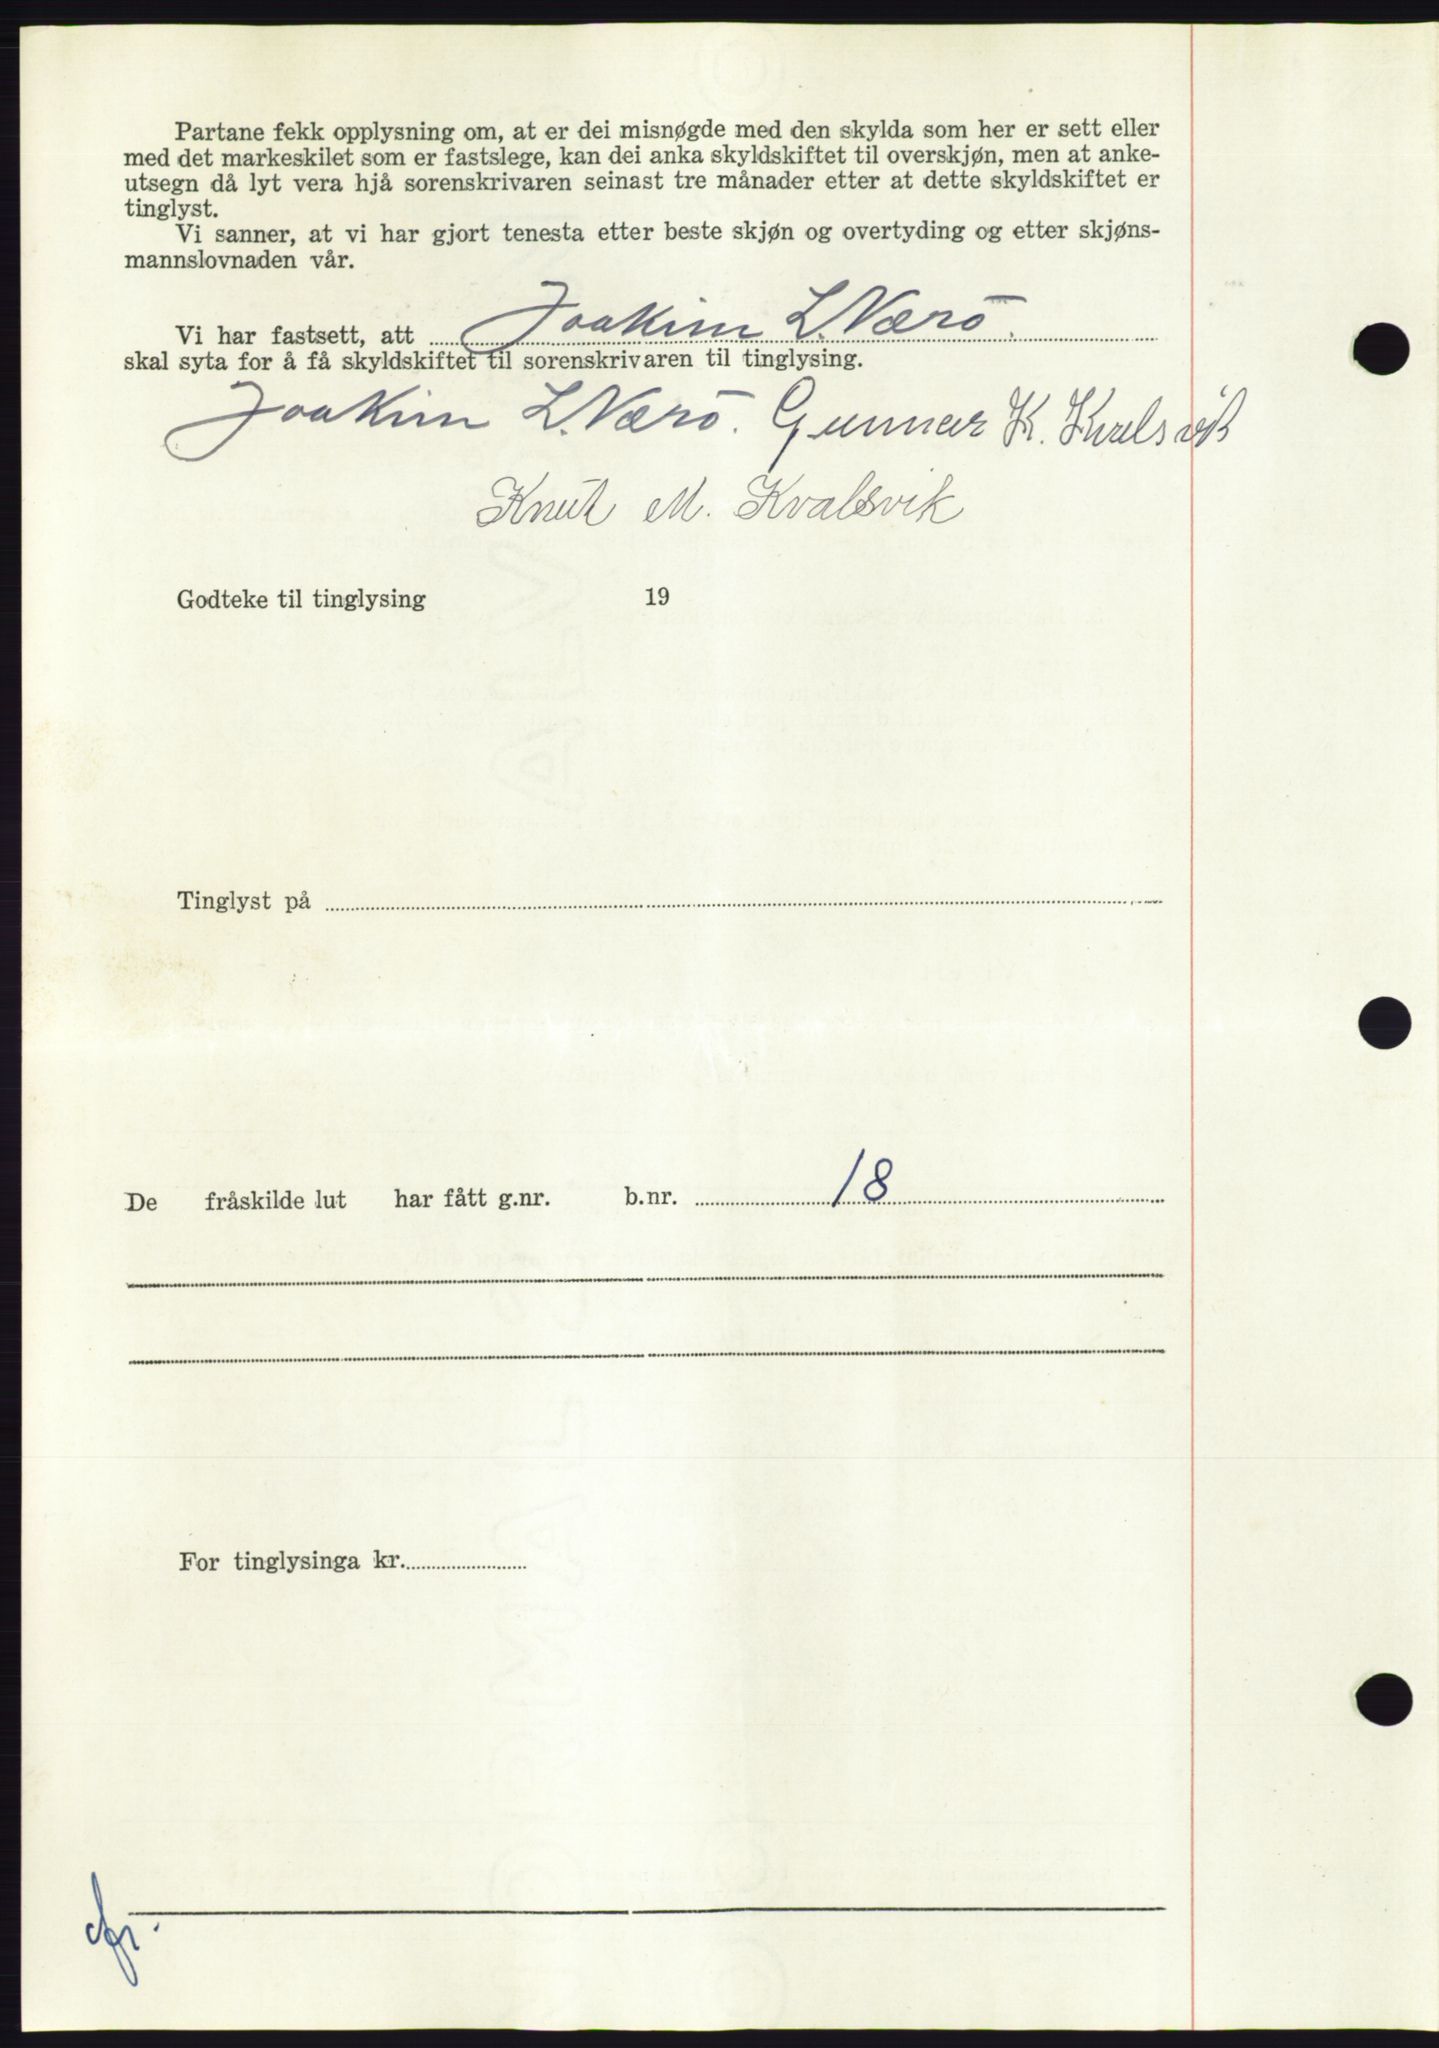 Partane fekk opplysning om, at er dei misnøgde med den skylda som her er sett eller
med det markeskilet som er fastslege, kan dei anka skyldskiftet til overskjøn, men at anke-
utsegn då lyt vera hjå sorenskrivaren seinast tre månader etter at dette skyldskiftet er
tinglyst.
Vi sanner, at vi har gjort tenesta etter beste skjøn og overtyding og etter skjøns-
mannslovnaden vår.
Vi har fastsett, att Joakim L. Nærö.
skal syta for å få skyldskiftet til sorenskrivaren til tinglysing.
Joakim L. Nærö. Gunnar K. Kvalsvik
Knut M. Kvalsvik
Godteke til tinglysing 19
Tinglyst på
De fråskilde lut har fått g.nr. b.nr. 18
For tinglysinga kr.